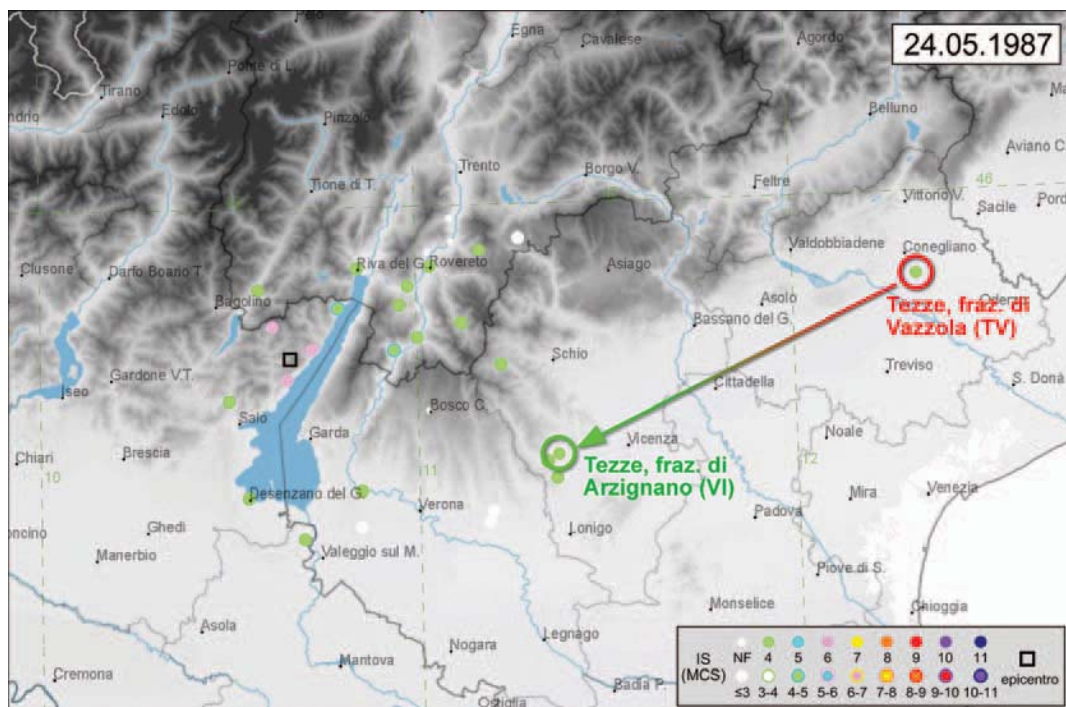 24.05.1987
Egna
Cavalese
Agordo
Ponte di L.
Tirano
Edolo
Pinzolo
Belluno
Trento
Aviano C.
Tione di T.
Borgo V.
Feltre
46
Vittorio V.
Sacile
Pord
Valdobbiadene
Conegliano
Clusone
Darfo Boario T.
Riva del G.
Rovereto
Asiago
Bagolino
Asolo
Tezze, fraz. di
Vazzola (TV)
Bassano del G.
Schio
Treviso
Gardone V.T.
Iseo
Cittadella
S. Donà
Bosco C.
Salò
Garda
Vicenza
Noale
Chiari
Brescia
10
11
12
Tezze, fraz. di
Arzignano (VI)
Desenzano del G.
Verona
Mira
Venezia
Padova
Ghedi
Lonigo
Manerbio
Valeggio sul M.
Piove di S.
Monselice
Chioggia
Asola
Nogara
Legnago
Cremona
Mantova
Badia P.
Ostiglia
IS
(MCS)
NF 4 5 6 7 8 9 10 11
≤3 3-4 4-5 5-6 6-7 7-8 8-9 9-10 10-11
epicentro